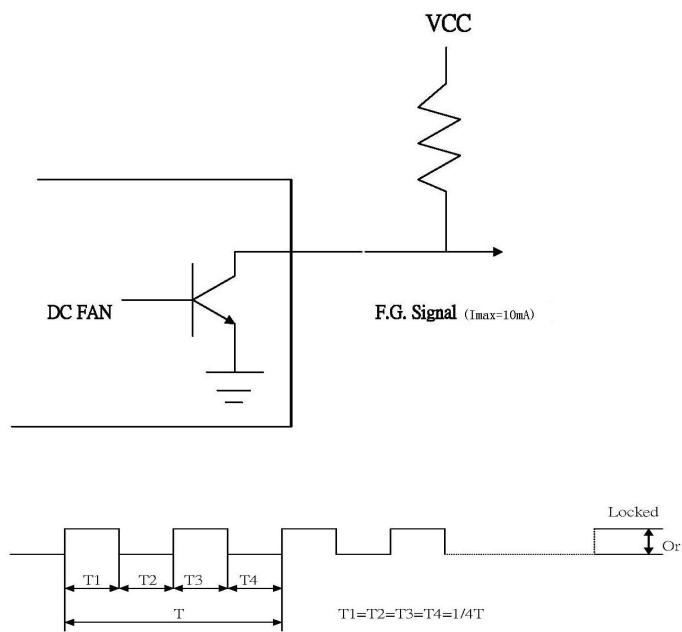 VCC
DC FAN
F.G. Signal (Imax=10mA)
Locked
Or
T1 T2 T3 T4
T
T1=T2=T3=T4=1/4T